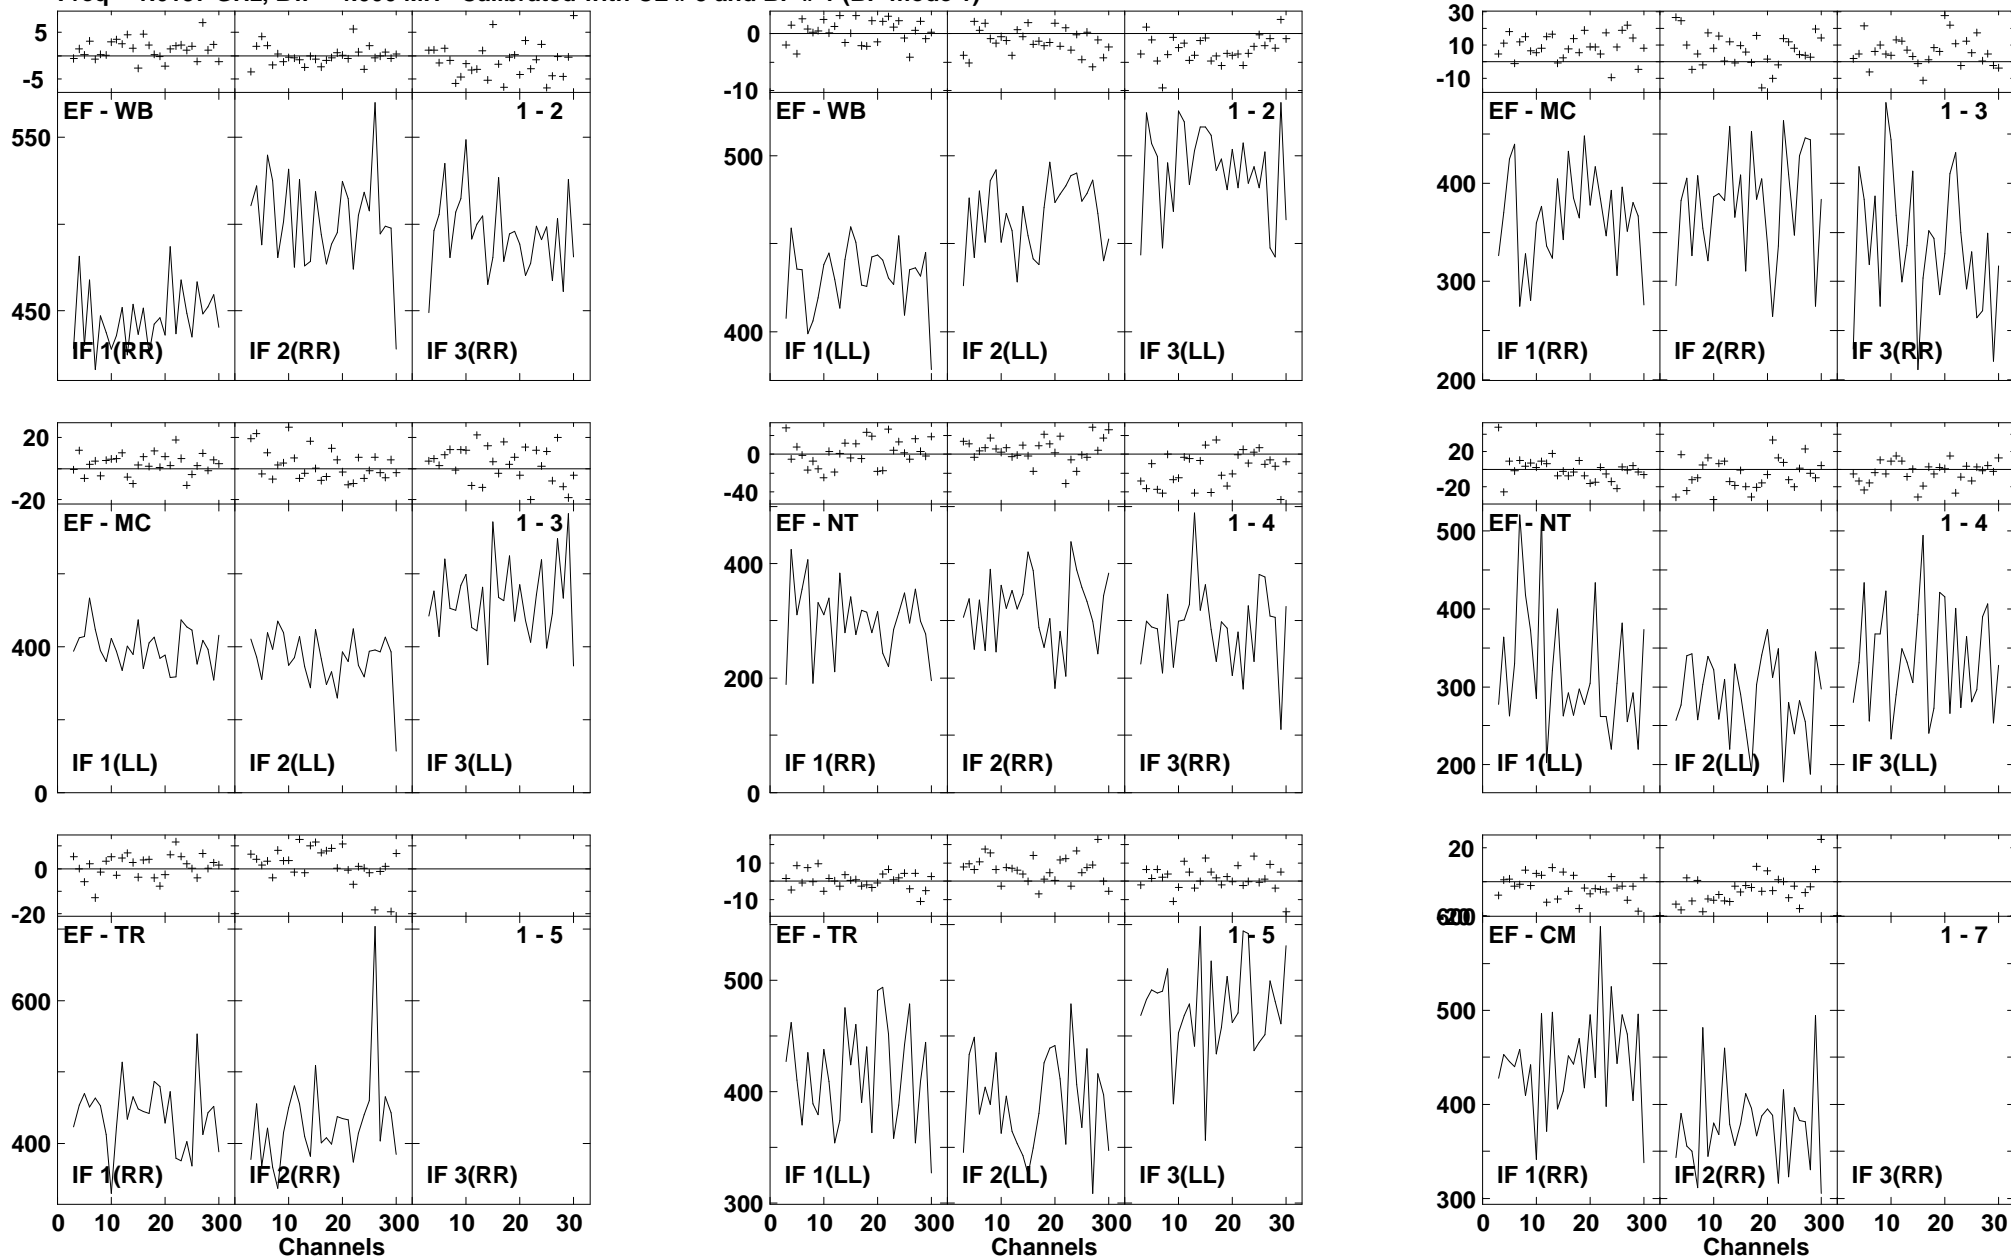 5 0 30
0 -10
0 -5 -10 10 -10
EF - WB 1 - 2 EF - WB 1 - 2 EF - MC 1 - 3
550 500 400
300
450 400
IF 1(RR) IF 2(RR) IF 3(RR) IF 1(LL) IF 2(LL) IF 3(LL) IF 1(RR) IF 2(RR) IF 3(RR)
200
20 0 -20 0 -40 20 -20
EF - MC 1 - 3 EF - NT 1 - 4 EF - NT 1 - 4
400 400 500
400
200 300
IF 1(LL) IF 2(LL) IF 3(LL) IF 1(RR) IF 2(RR) IF 3(RR) IF 1(LL) IF 2(LL) IF 3(LL)
0 0 200
0 -20 10 -10 20
EF - TR 1 - 5 EF - TR 1 - 5 EF - CM 1 - 7
600 500 500
400 400 400
IF 1(RR) IF 2(RR) IF 3(RR) IF 1(LL) IF 2(LL) IF 3(LL) IF 1(RR) IF 2(RR) IF 3(RR)
300 300
0 10 20 30 0 10 20 30 0 10 20 30 0 10 20 30 0 10 20 30 0 10 20 30 0 10 20 30 0 10 20 30 0 10 20 30
Channels Channels Channels